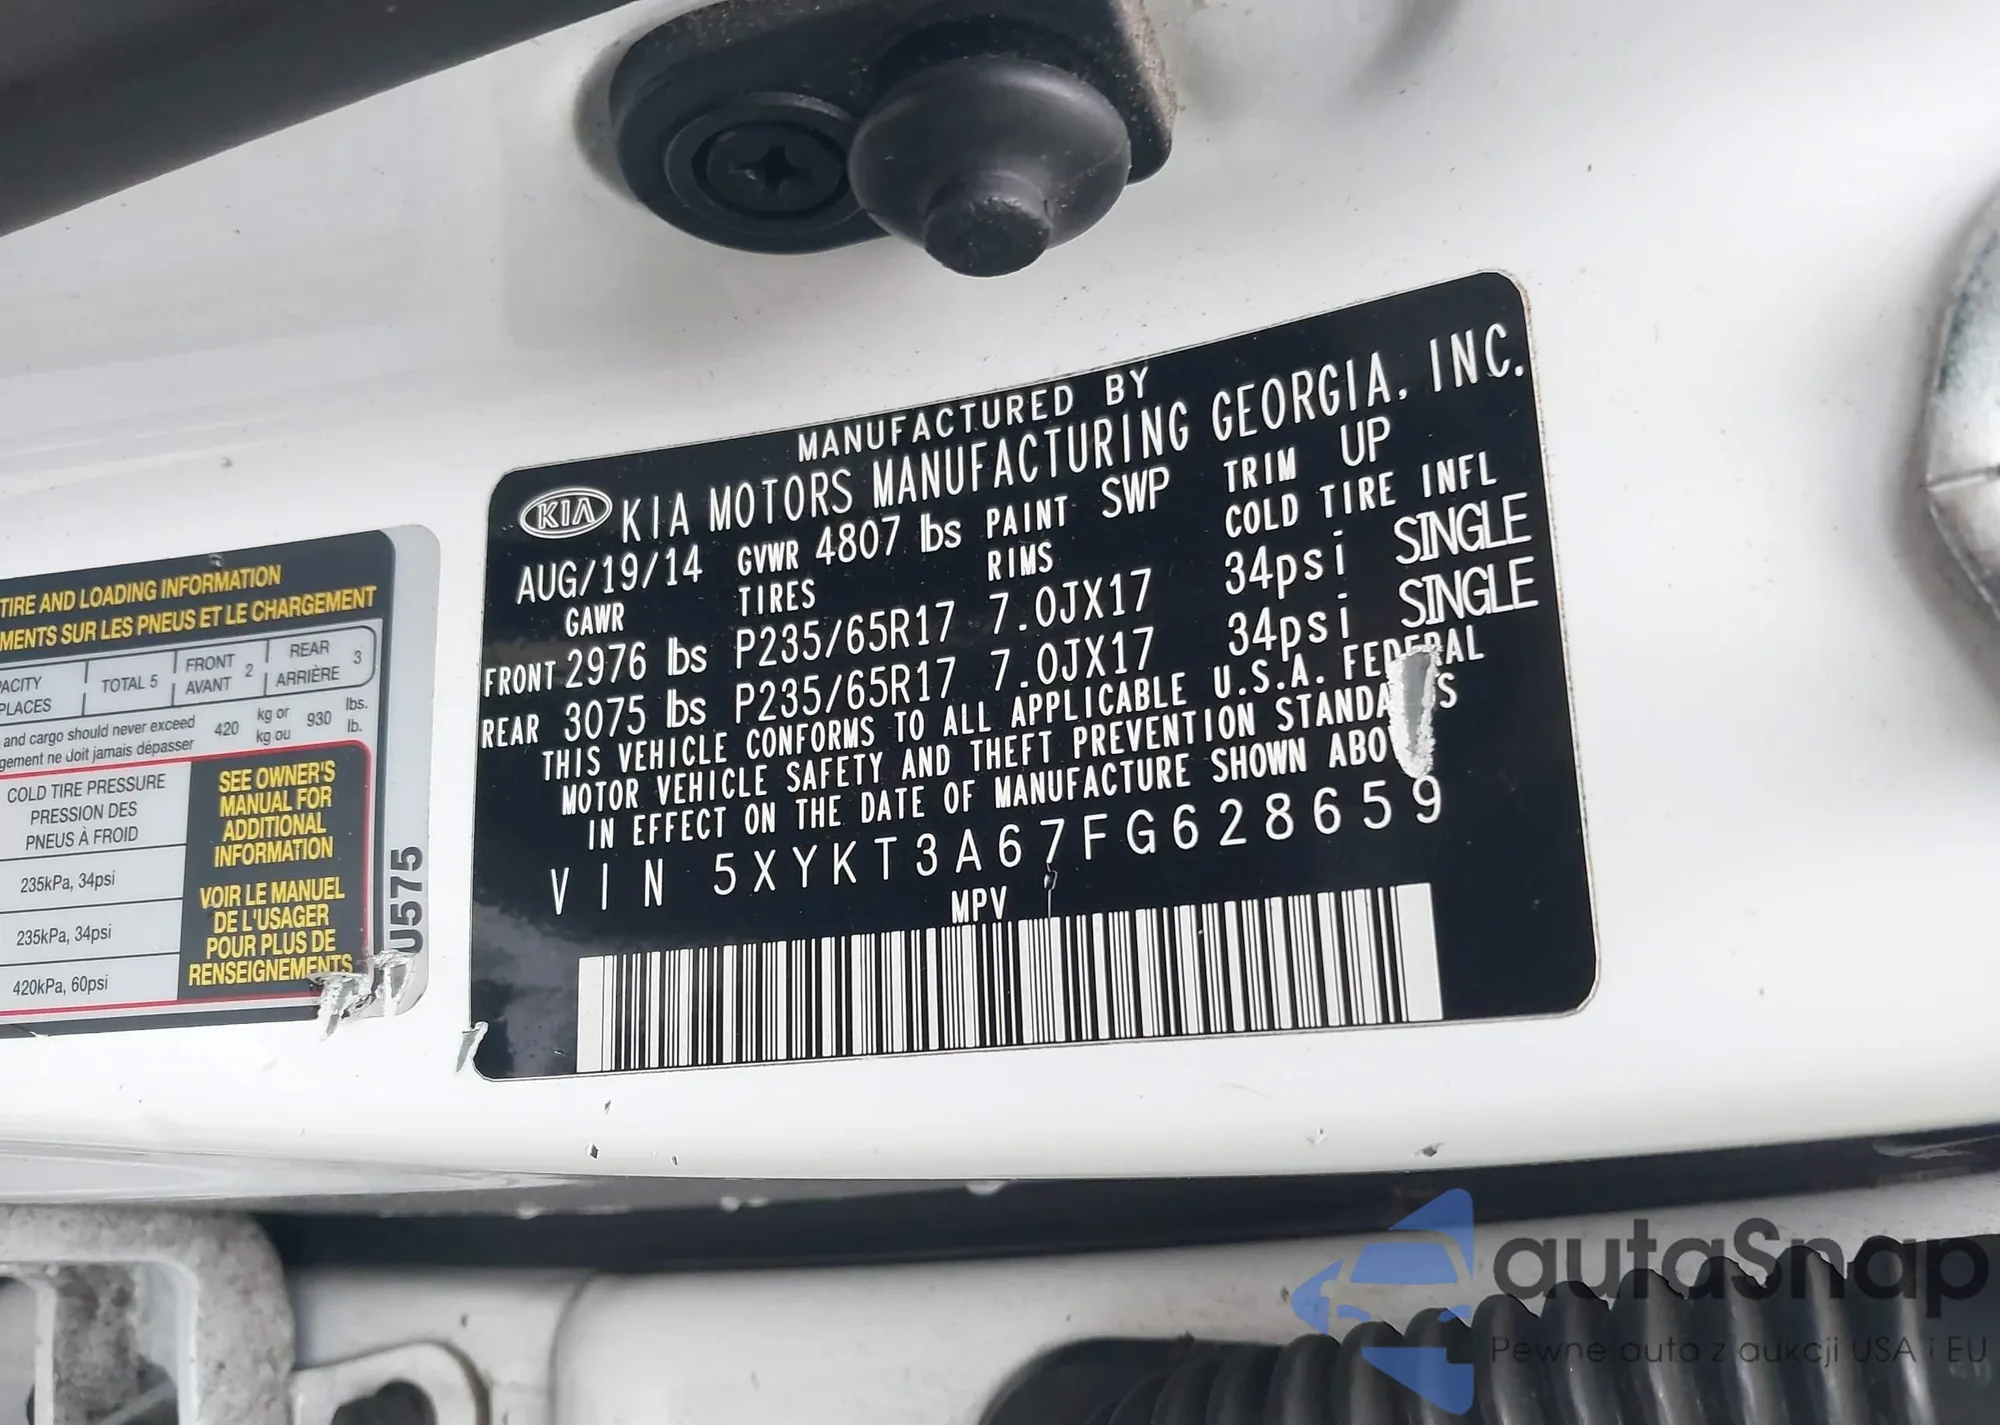 MANUFACTURED BY
KIA KIA MOTORS MANUFACTURING GEORGIA, INC.
AUG/19/14 GVWR 4807 lbs PAINT SWP TRIM UP
GAWR TIRES RIMS COLD TIRE INFL
FRONT 2976 lbs P235/65R17 7.0JX17 34psi SINGLE
REAR 3075 lbs P235/65R17 7.0JX17 34psi SINGLE
THIS VEHICLE CONFORMS TO ALL APPLICABLE U.S.A. FEDERAL
MOTOR VEHICLE SAFETY AND THEFT PREVENTION STANDA S
IN EFFECT ON THE DATE OF MANUFACTURE SHOWN ABO
VIN 5XYKT3A67FG628659
MPV
TIRE AND LOADING INFORMATION
MENTS SUR LES PNEUS ET LE CHARGEMENT
PACITY TOTAL 5 FRONT 2 REAR 3
PLACES AVANT ARRIÈRE
and cargo should never exceed 420 kg or 930 lbs.
gement ne doit jamais dépasser kg ou lb.
COLD TIRE PRESSURE
PRESSION DES
PNEUS À FROID
235kPa, 34psi
235kPa, 34psi
420kPa, 60psi
SEE OWNER'S
MANUAL FOR
ADDITIONAL
INFORMATION
VOIR LE MANUEL
DE L'USAGER
POUR PLUS DE
RENSEIGNEMENTS
U575
autaSnap
Pewne auta z aukcji USA i EU